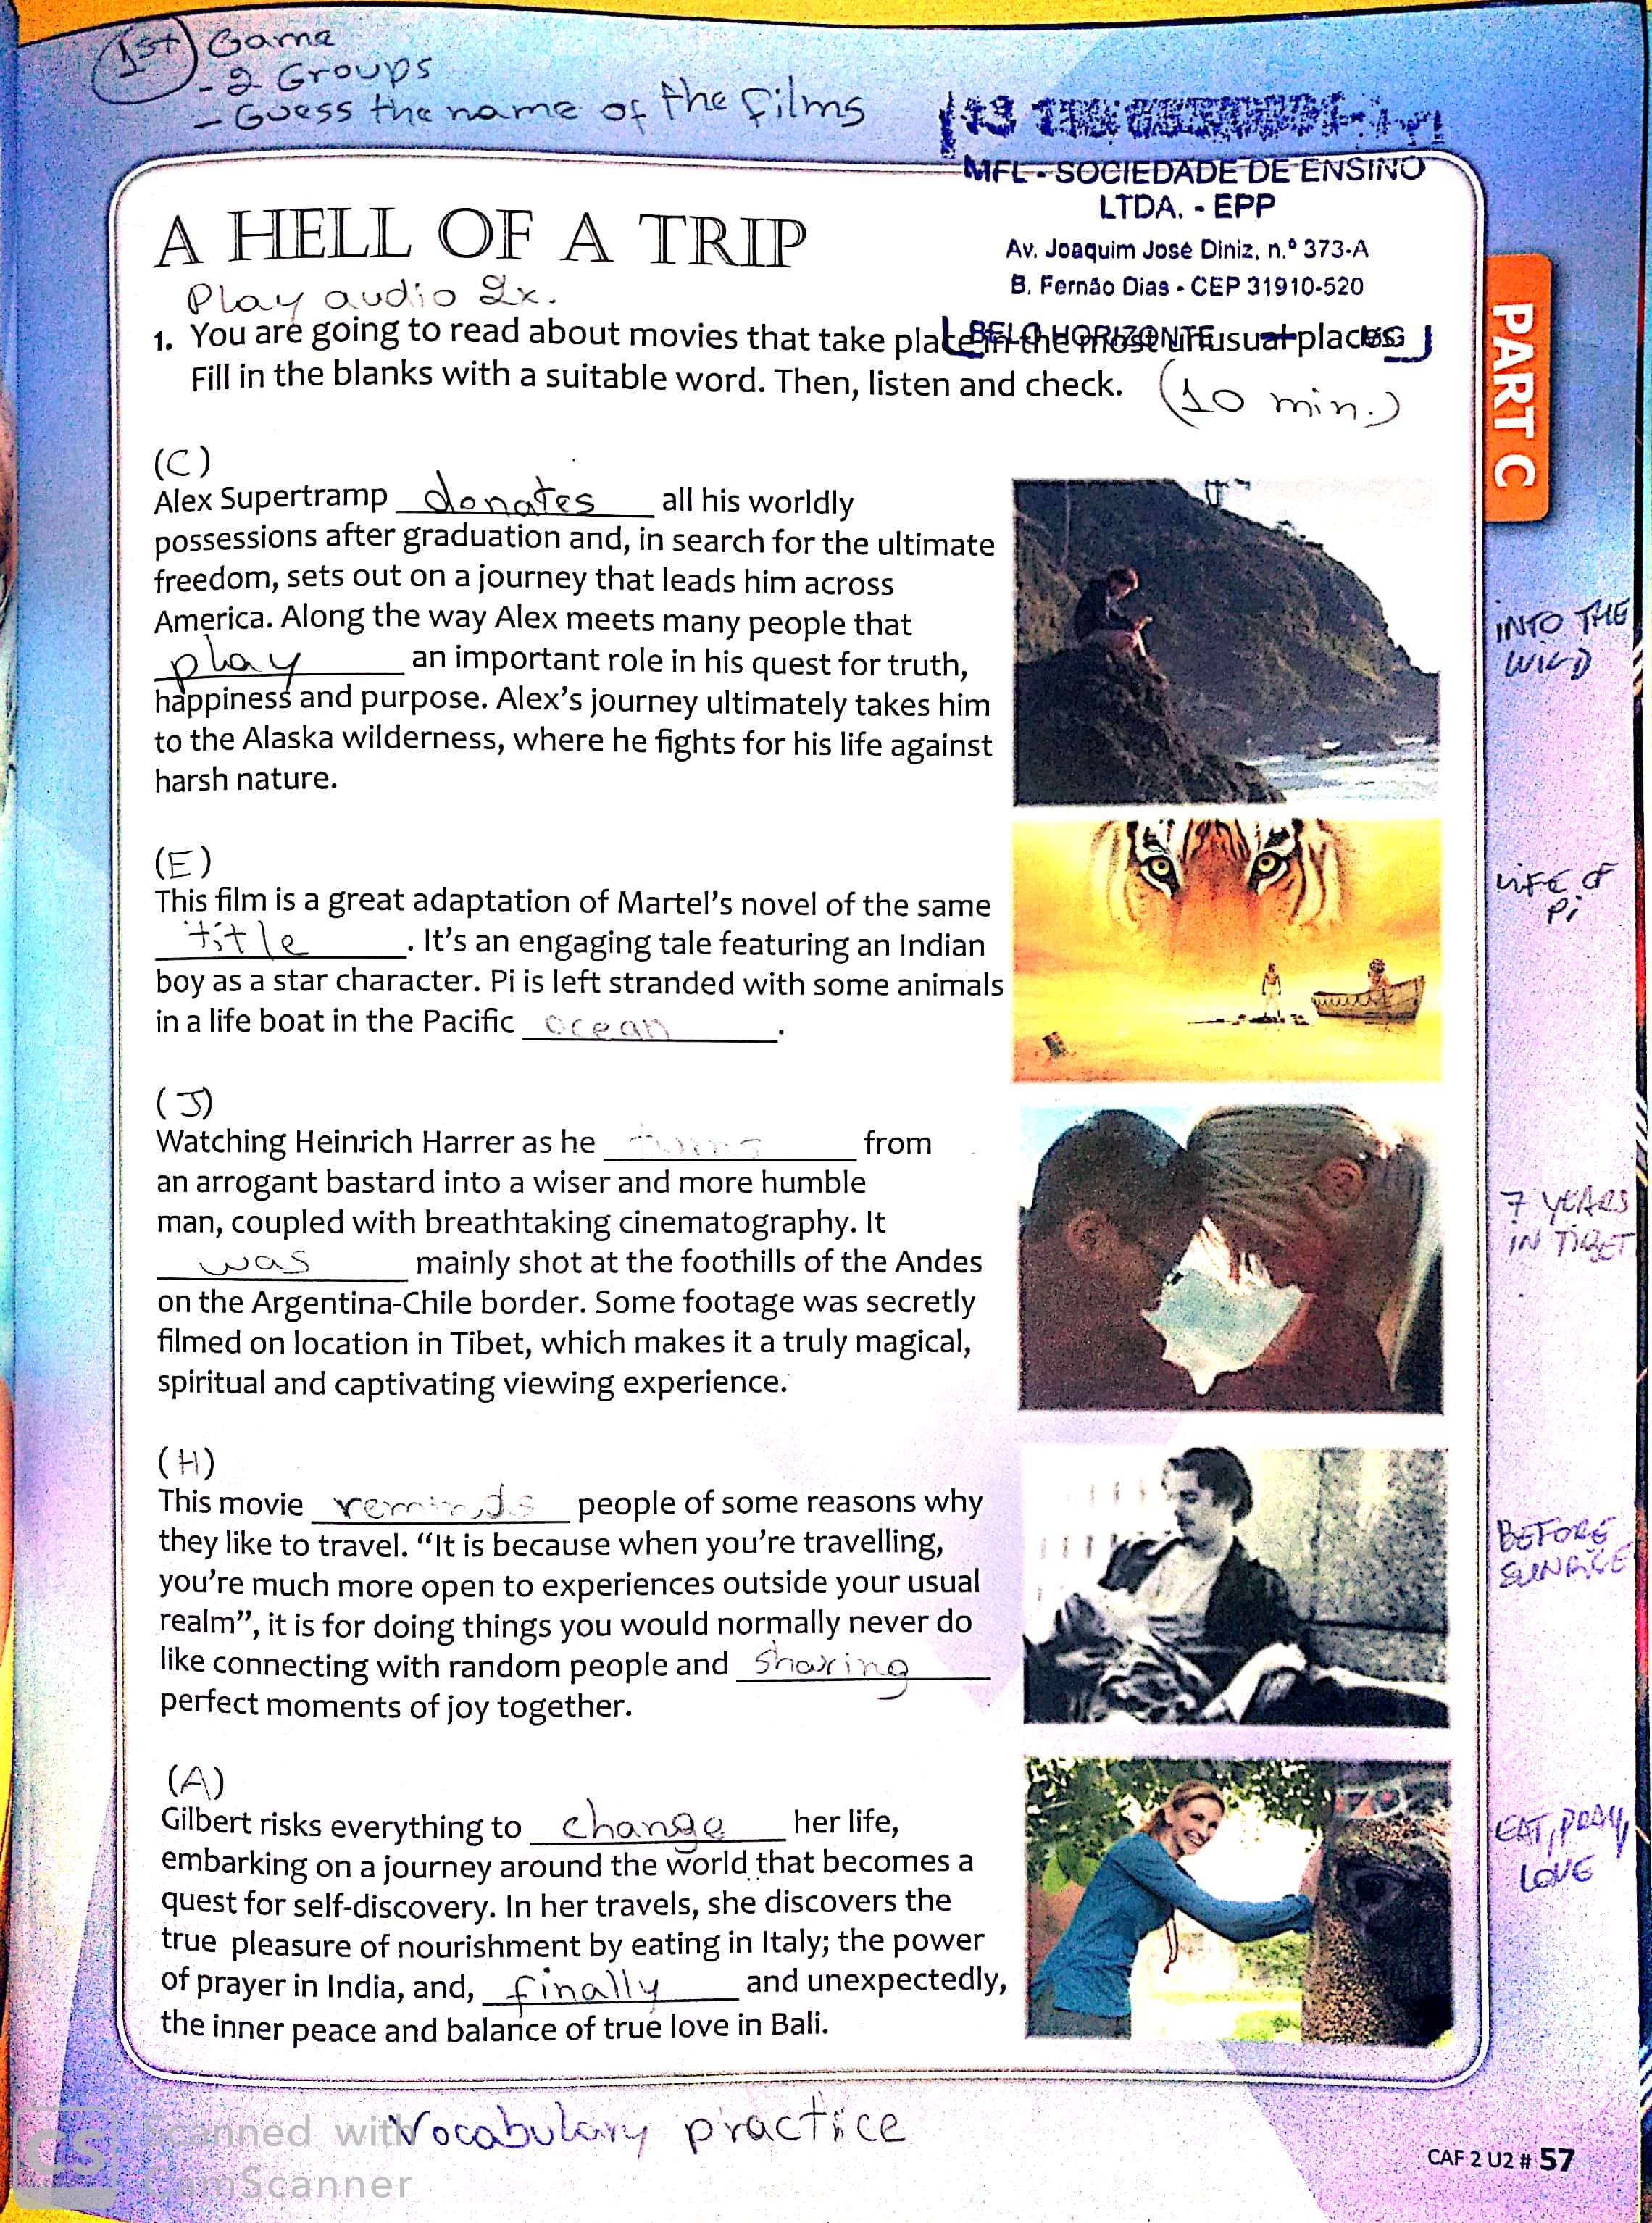 1st Game
- 2 Groups
- Guess the name of the films
MFL - SOCIEDADE DE ENSINO
LTDA. - EPP
Av. Joaquim José Diniz, n.º 373-A
B. Fernão Dias - CEP 31910-520
BELO HORIZONTE MG
A HELL OF A TRIP
Play audio 2x.
1. You are going to read about movies that take place in the most unusual places.
Fill in the blanks with a suitable word. Then, listen and check. (10 min.)
PART C
(C)
Alex Supertramp donates all his worldly
possessions after graduation and, in search for the ultimate
freedom, sets out on a journey that leads him across
America. Along the way Alex meets many people that
play an important role in his quest for truth,
happiness and purpose. Alex's journey ultimately takes him
to the Alaska wilderness, where he fights for his life against
harsh nature.
INTO THE
WILD
(E)
This film is a great adaptation of Martel's novel of the same
title. It's an engaging tale featuring an Indian
boy as a star character. Pi is left stranded with some animals
in a life boat in the Pacific ocean.
LIFE OF
Pi
(J)
Watching Heinrich Harrer as he turns from
an arrogant bastard into a wiser and more humble
man, coupled with breathtaking cinematography. It
was mainly shot at the foothills of the Andes
on the Argentina-Chile border. Some footage was secretly
filmed on location in Tibet, which makes it a truly magical,
spiritual and captivating viewing experience.
7 YEARS
IN TIBET
(H)
This movie reminds people of some reasons why
they like to travel. "It is because when you're travelling,
you're much more open to experiences outside your usual
realm", it is for doing things you would normally never do
like connecting with random people and sharing
perfect moments of joy together.
BEFORE
SUNRISE
(A)
Gilbert risks everything to change her life,
embarking on a journey around the world that becomes a
quest for self-discovery. In her travels, she discovers the
true pleasure of nourishment by eating in Italy; the power
of prayer in India, and, finally and unexpectedly,
the inner peace and balance of true love in Bali.
EAT, PRAY,
LOVE
Vocabulary practice
CS Scanned with
CamScanner
CAF 2 U2 # 57